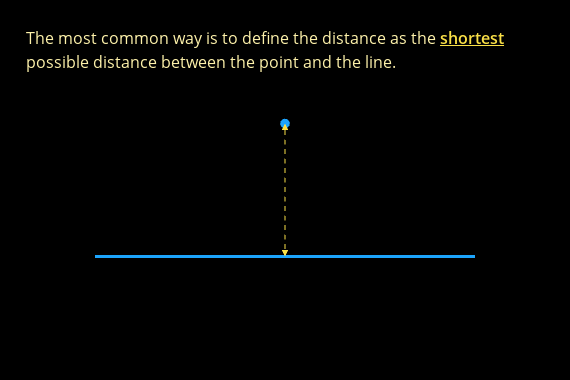 The most common way is to define the distance as the shortest
possible distance between the point and the line.